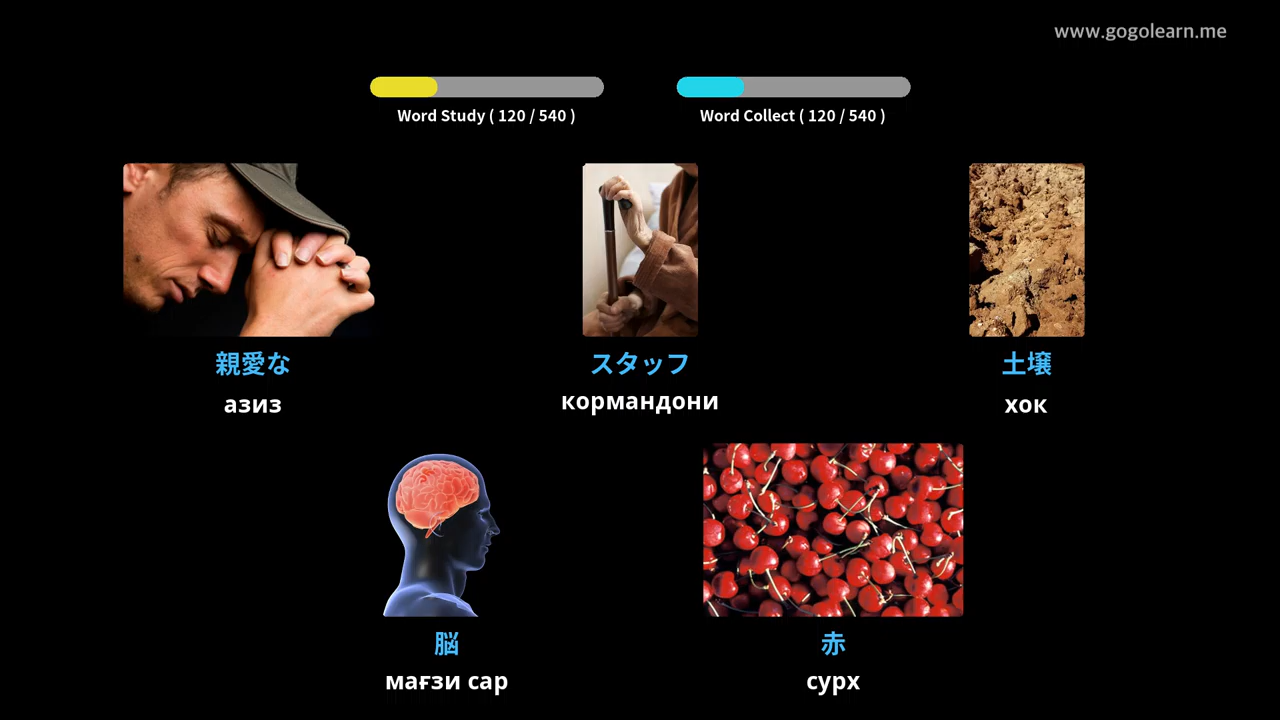 www.gogolearn.me
Word Study ( 120 / 540 )
Word Collect ( 120 / 540 )
親愛な
スタッフ
土壌
азиз
кормандони
хок
脳
赤
мағзи сар
сурх